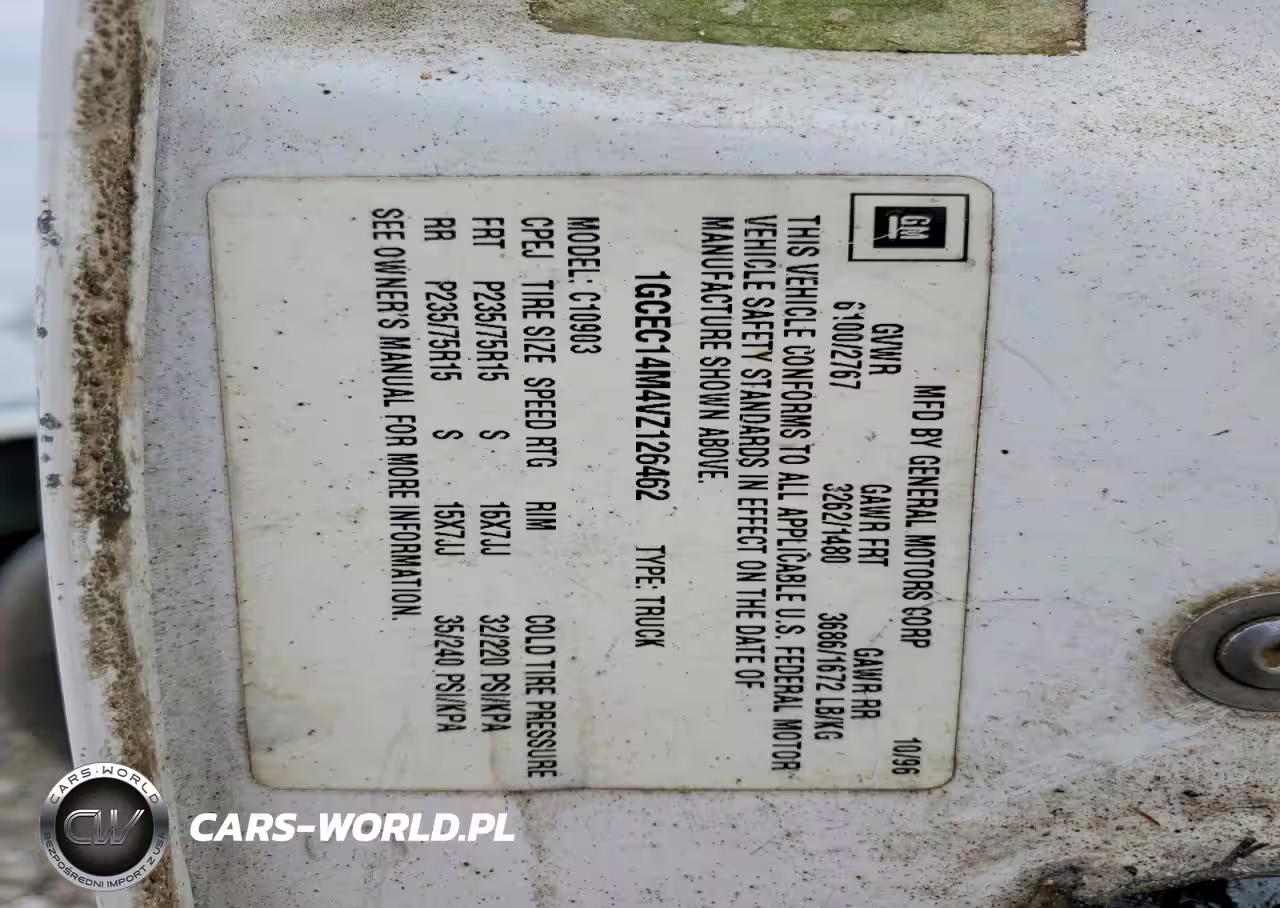 GM
MFD BY GENERAL MOTORS CORP 10/96
GVWR GAWR FRT GAWR RR
6100/2767 3262/1480 3686/1672 LB/KG
THIS VEHICLE CONFORMS TO ALL APPLICABLE U.S. FEDERAL MOTOR
VEHICLE SAFETY STANDARDS IN EFFECT ON THE DATE OF
MANUFACTURE SHOWN ABOVE.
1GCEC14M4VZ126462 TYPE: TRUCK
MODEL: C10903
CPEJ TIRE SIZE SPEED RTG RIM COLD TIRE PRESSURE
FRT P235/75R15 S 15X7JJ 32/220 PSI/KPA
RR P235/75R15 S 15X7JJ 35/240 PSI/KPA
SEE OWNER'S MANUAL FOR MORE INFORMATION.
CARS-WORLD
CW
BEZPOŚREDNI IMPORT Z USA
CARS-WORLD.PL